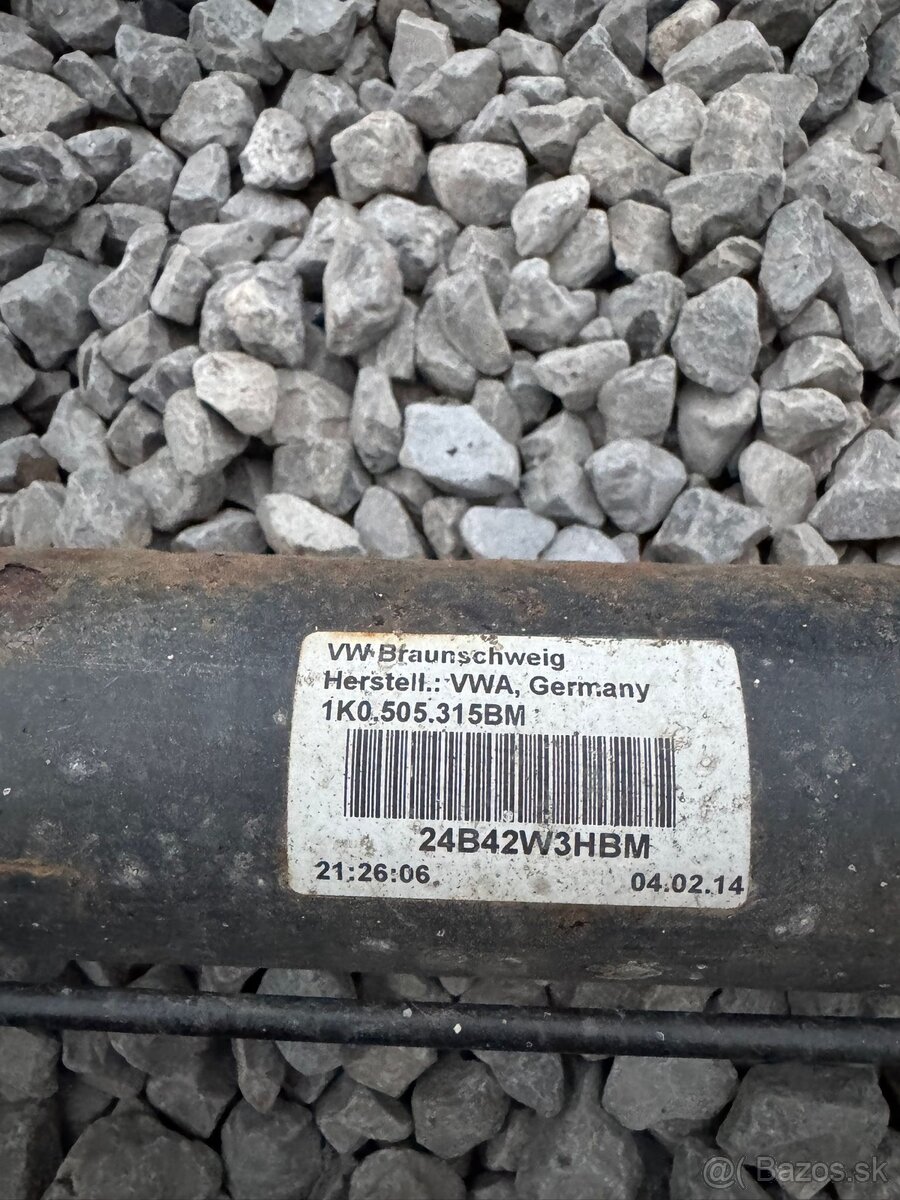 VW Braunschweig
Herstell.: VWA, Germany
1K0.505.315BM
24B42W3HBM
21:26:06
04.02.14
@( Bazos.sk